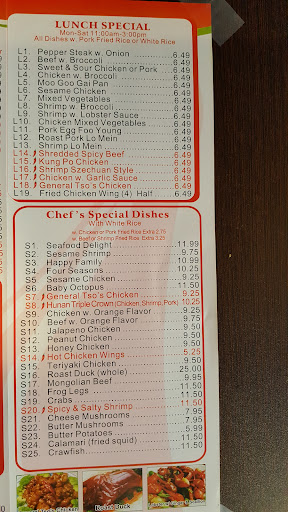 LUNCH SPECIAL
Mon-Sat 11:00am-3:00pm
All Dishes w. Pork Fried Rice or White Rice
L1. Pepper Steak w. Onion 6.49
L2. Beef w. Broccoli 6.49
L3. Sweet & Sour Chicken or Pork 6.49
L4. Chicken w. Broccoli 6.49
L5. Moo Goo Gai Pan 6.49
L6. Sesame Chicken 6.49
L7. Mixed Vegetables 6.49
L8. Shrimp w. Broccoli 6.49
L9. Shrimp w. Lobster Sauce 6.49
L10. Chicken Mixed Vegetables 6.49
L11. Pork Egg Foo Young 6.49
L12. Roast Pork Lo Mein 6.49
L13. Shrimp Lo Mein 6.49
L14. Shredded Spicy Beef 6.49
L15. Kung Po Chicken 6.49
L16. Shrimp Szechuan Style 6.49
L17. Chicken w. Garlic Sauce 6.49
L18. General Tso's Chicken 6.49
L19. Fried Chicken Wing (4) Half 6.49
Chef's Special Dishes
With White Rice
w. Chicken or Pork Fried Rice Extra 2.75
w. Beef or Shrimp Fried Rice, Extra 3.25
S1. Seafood Delight 11.99
S2. Sesame Shrimp 9.75
S3. Happy Family 10.99
S4. Four Seasons 10.25
S5. Sesame Chicken 9.25
S6. Baby Octopus 11.50
S7. General Tso's Chicken 9.25
S8. Hunan Triple Crown (Chicken, Shrimp, Pork) 10.25
S9. Chicken w. Orange Flavor 9.25
S10. Beef w. Orange Flavor 9.75
S11. Jalapeno Chicken 9.50
S12. Peanut Chicken 9.50
S13. Honey Chicken 9.50
S14. Hot Chicken Wings 5.25
S15. Teriyaki Chicken 9.50
S16. Roast Duck (whole) 25.00
S17. Mongolian Beef 9.95
S18. Frog Legs 11.50
S19. Crabs 11.50
S20. Spicy & Salty Shrimp 11.50
S21. Cheese Mushrooms 7.95
S22. Butter Mushrooms 7.95
S23. Butter Potatoes 5.99
S24. Calamari (fried squid) 11.50
S25. Crawfish 11.50
Roast Duck